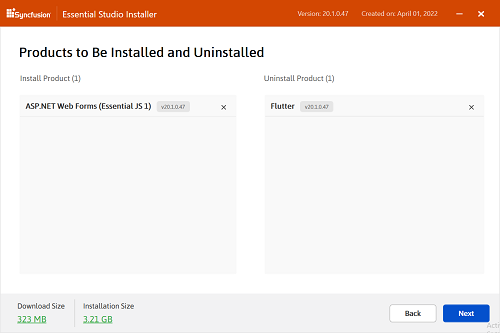 Syncfusion Essential Studio Installer Version: 20.1.0.47 Created on: April 01, 2022
Products to Be Installed and Uninstalled
Install Product (1) Uninstall Product (1)
ASP.NET Web Forms (Essential JS 1) v20.1.0.47 Flutter v20.1.0.47
Download Size Installation Size
323 MB 3.21 GB
Back Next